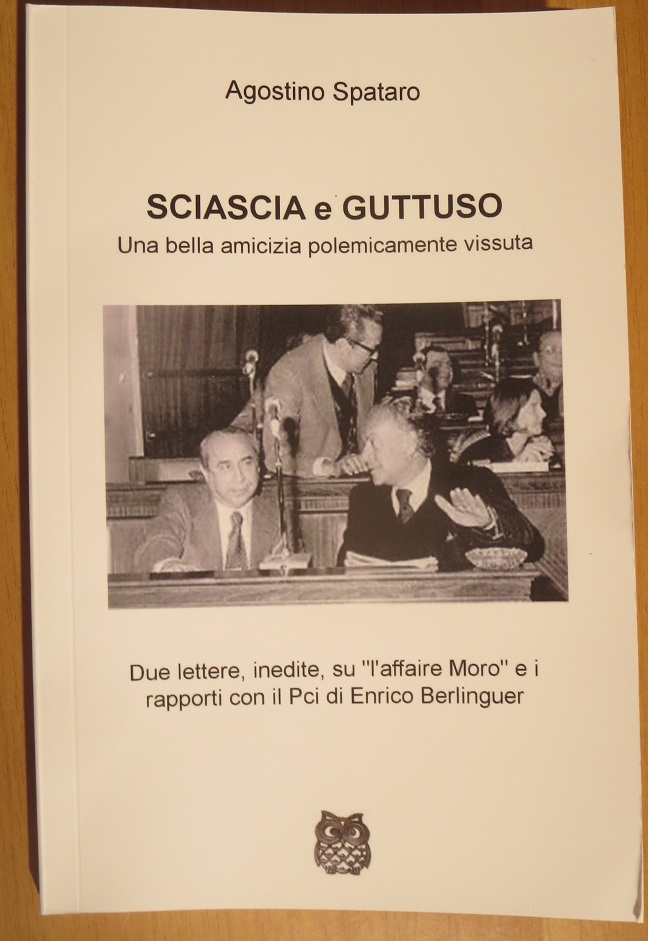 Agostino Spataro
SCIASCIA e GUTTUSO
Una bella amicizia polemicamente vissuta
Due lettere, inedite, su "l'affaire Moro" e i
rapporti con il Pci di Enrico Berlinguer